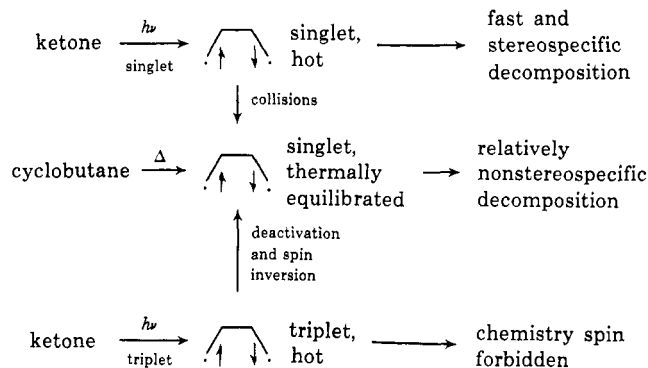 ketone
hν
singlet
singlet,
hot
fast and
stereospecific
decomposition
collisions
cyclobutane
Δ
singlet,
thermally
equilibrated
relatively
nonstereospecific
decomposition
deactivation
and spin
inversion
ketone
hν
triplet
triplet,
hot
chemistry spin
forbidden